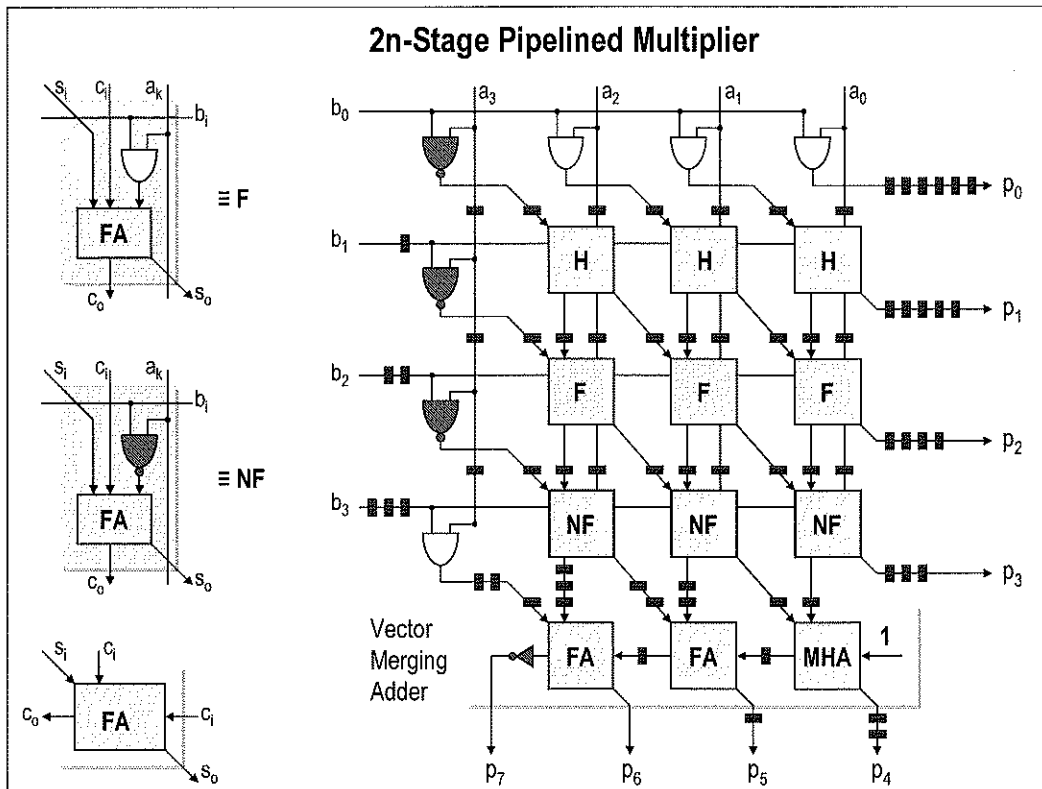 2n-Stage Pipelined Multiplier
si ci ak
bi
FA
≡ F
co
so
si ci ak
bi
FA
≡ NF
co
so
si ci
FA
co
ci
so
a3 a2 a1 a0
b0
p0
b1
H H H
p1
b2
F F F
p2
b3
NF NF NF
p3
Vector
Merging
Adder
FA FA MHA
1
p7 p6 p5 p4